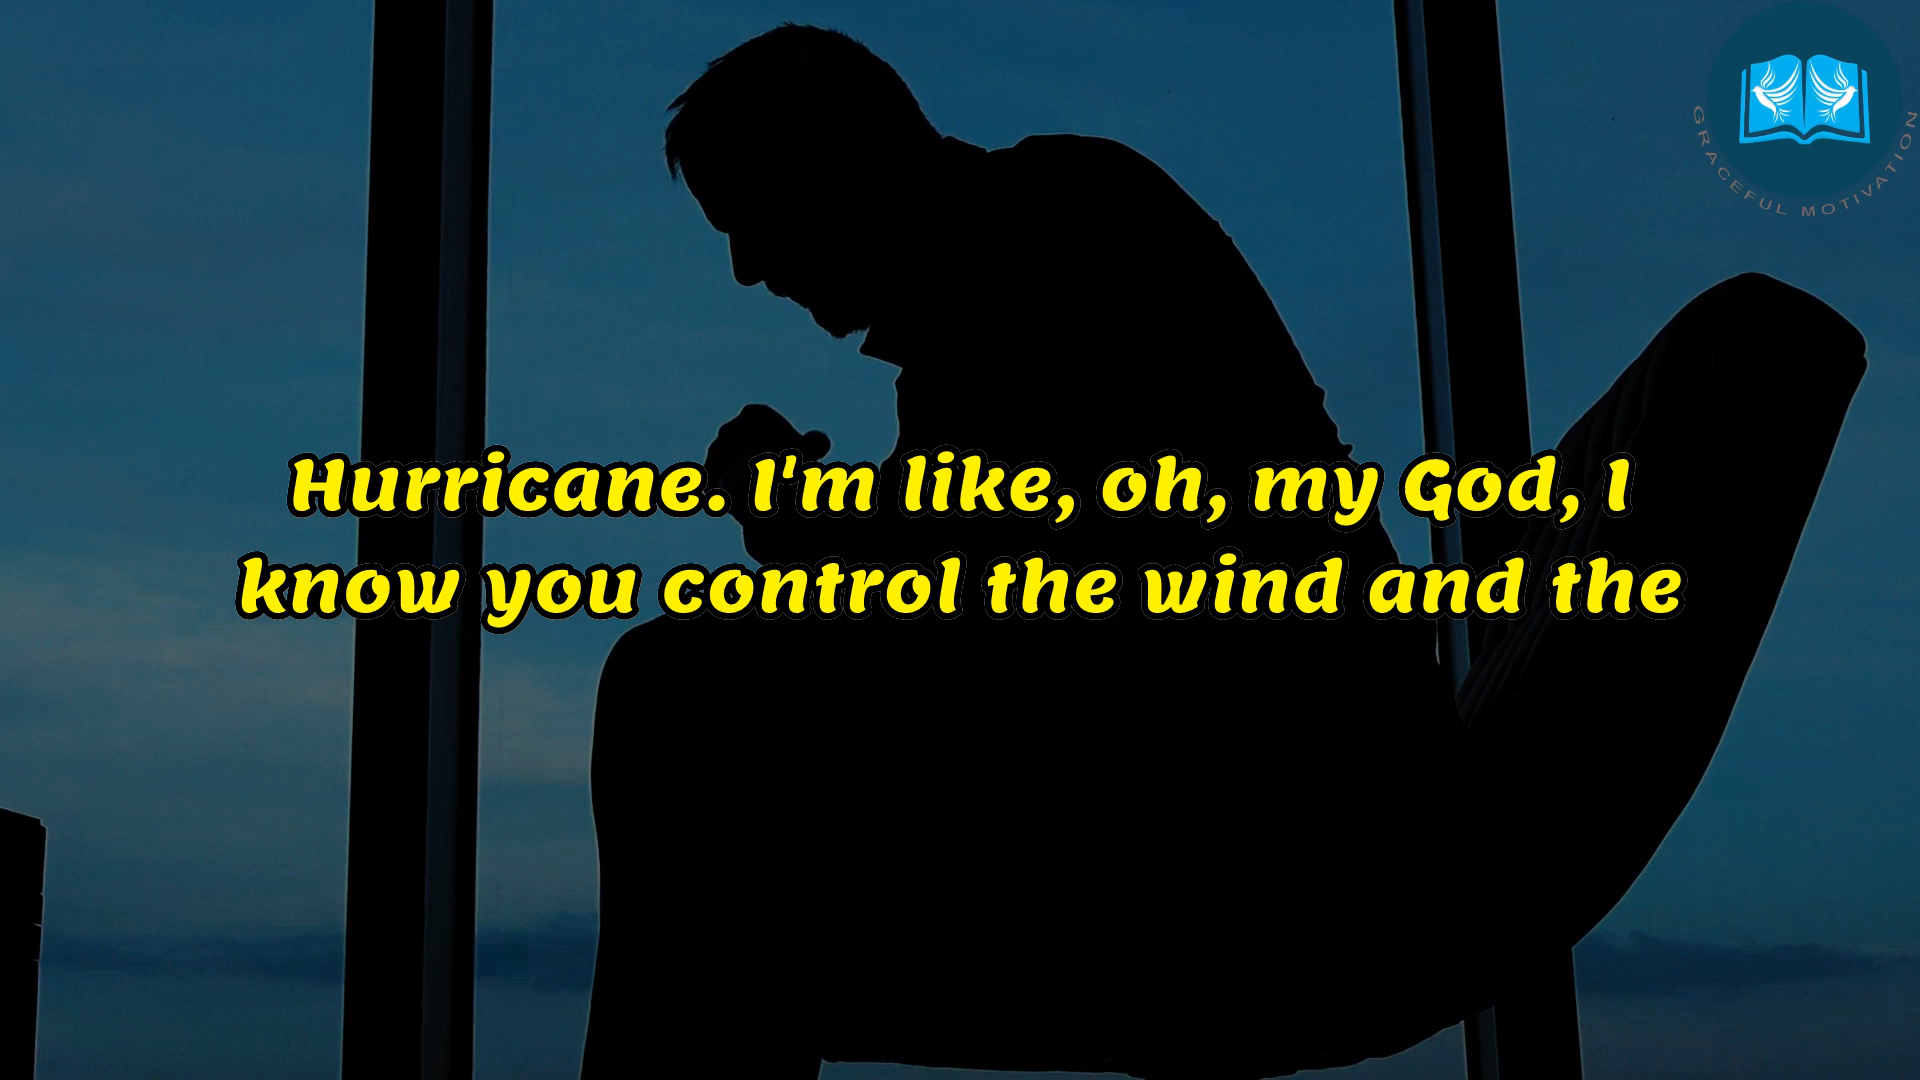 GRACEFUL MOTIVATION
Hurricane. I'm like, oh, my God, I
know you control the wind and the